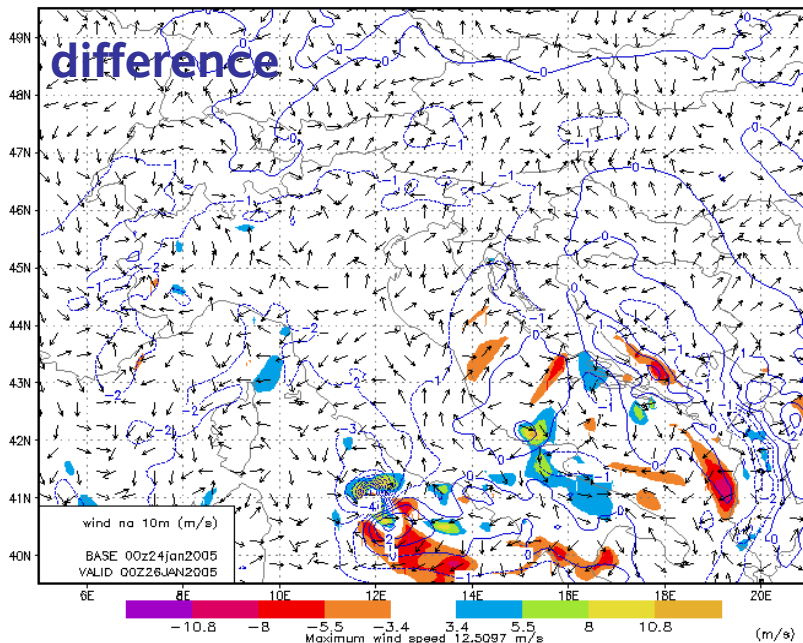 difference
49N
48N
47N
46N
45N
44N
43N
42N
41N
40N
wind na 10m (m/s)
BASE 00z24jan2005
VALID 00Z26JAN2005
6E 8E 10E 12E 14E 16E 18E 20E
-10.8 -8 -5.5 -3.4 3.4 5.5 8 10.8
Maximum wind speed 12.5097 m/s (m/s)